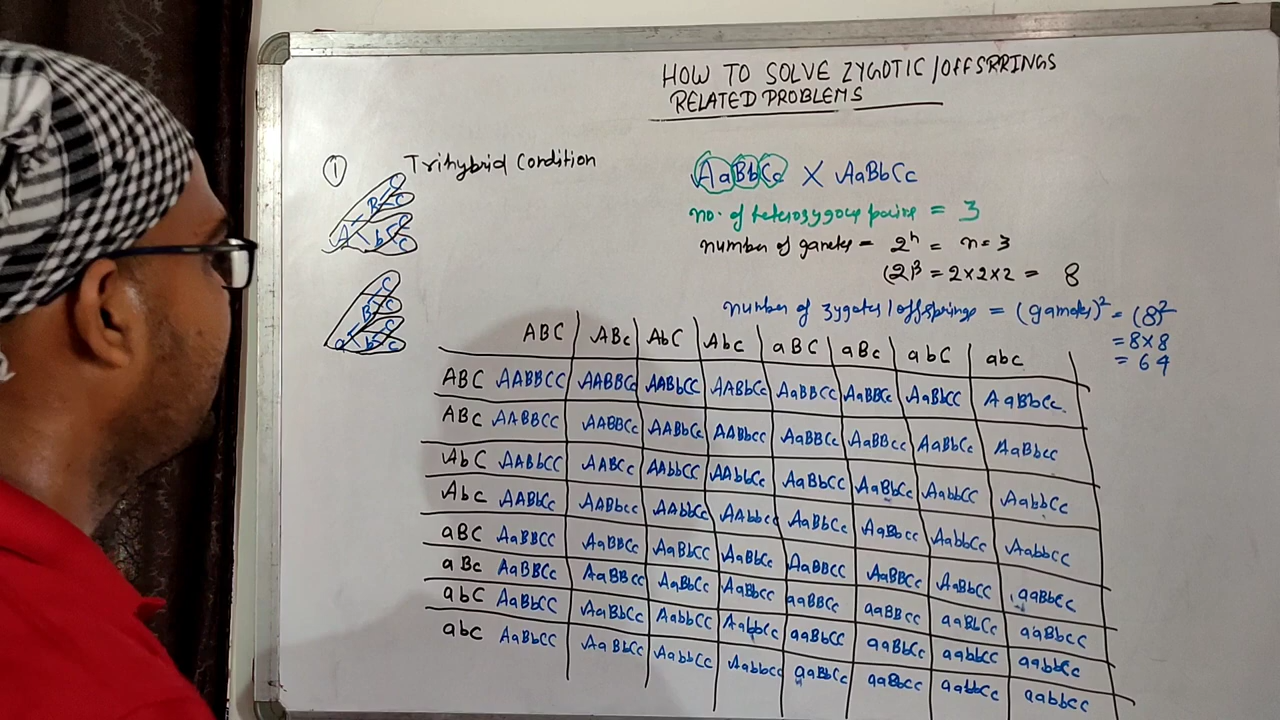 HOW TO SOLVE ZYGOTIC/OFFSRRINGS
RELATED PROBLEMS
① Trihybrid Condition AaBbCc X AaBbCc
no. of heterozygous pairs = 3
number of gametes = 2ⁿ = n=3
(2)³ = 2×2×2 = 8
number of zygotes/offsprings = (gametes)² = (8)²
= 8×8
= 64
ABC ABc AbC Abc aBC aBc abC abc
ABC AABBCC AABBCc AABbCC AABbCc AaBBCC AaBBCc AaBbCC AaBbCc
ABC AABBCC AABBCc AABbCc AABbcc AaBBCc AaBBcc AaBbCc AaBbcc
AbC AABbCC AABCc AAbbCC AAbbCc AaBbCC AaBbCc AabbCC AabbCc
Abc AABbCc AABbcc AAbbCc AAbbcc AaBbCc AaBbcc AabbCc AabbCC
aBC AaBBCC AaBBCc AaBbCC AaBbCc AaBBCC AaBBCc AaBbCC aaBbCc
aBc AaBBCc AaBBcc AaBbCc AaBbcc aaBBCc aaBBcc aaBbCc aaBbcc
abC AaBbCC AaBbCc AabbCC AabbCc aaBbCC aaBbCc aabbCC aabbCc
abc AaBbCC AaBbCc AabbCC Aabbcc aaBbCc aaBbcc aabbCc aabbcc